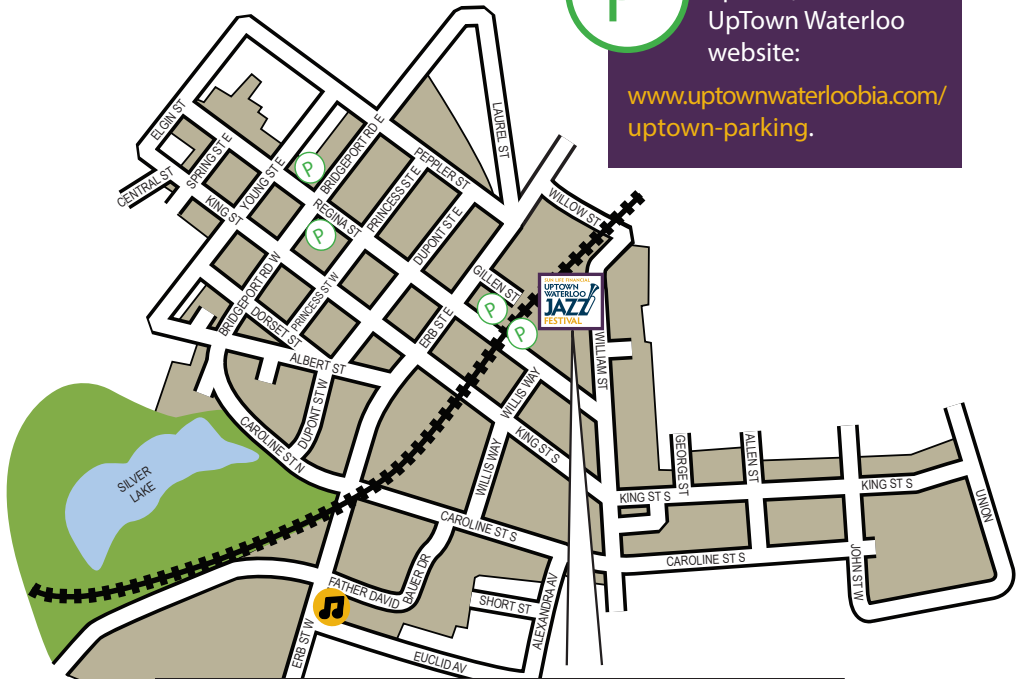 P
UpTown Waterloo
website:
www.uptownwaterloobia.com/
uptown-parking.
ELGIN ST
CENTRAL ST
SPRING ST E
YOUNG ST E
KING ST
BRIDGEPORT RD E
LAUREL ST
PEPPLER ST
P
PRINCESS ST E
REGINA ST
P
DUPONT ST E
WILLOW ST
BRIDGEPORT RD W
PRINCESS ST W
DORSET ST
ALBERT ST
GILLEN ST
P
P
ERB ST E
SUN LIFE FINANCIAL
UPTOWN
WATERLOO
JAZZ
FESTIVAL
WILLIAM ST
WILLIS WAY
DUPONT ST W
CAROLINE ST N
KING ST S
WILLIS WAY
SILVER
LAKE
GEORGE ST
ALLEN ST
KING ST S
KING ST S
UNION
CAROLINE ST S
CAROLINE ST S
JOHN ST W
BAUER DR
FATHER DAVID
SHORT ST
ALEXANDRA AV
ERB ST W
EUCLID AV